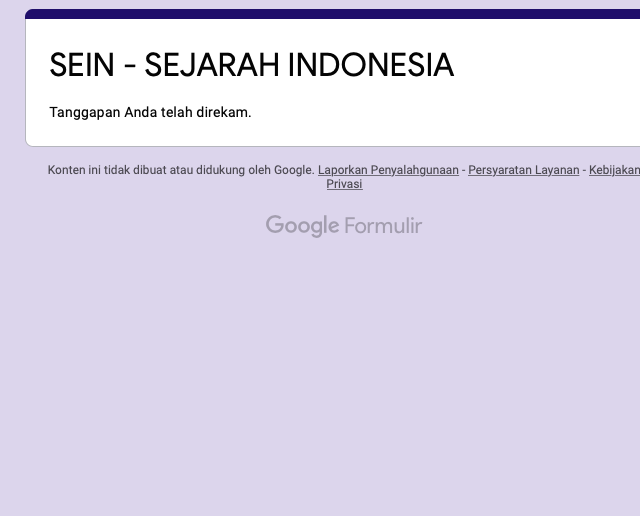 SEIN - SEJARAH INDONESIA
Tanggapan Anda telah direkam.
Konten ini tidak dibuat atau didukung oleh Google. Laporkan Penyalahgunaan - Persyaratan Layanan - Kebijakan
Privasi
Google Formulir